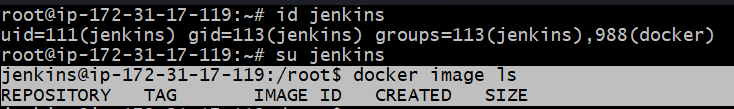 root@ip-172-31-17-119:~# id jenkins
uid=111(jenkins) gid=113(jenkins) groups=113(jenkins),988(docker)
root@ip-172-31-17-119:~# su jenkins
jenkins@ip-172-31-17-119:/root$ docker image ls
REPOSITORY   TAG       IMAGE ID   CREATED   SIZE